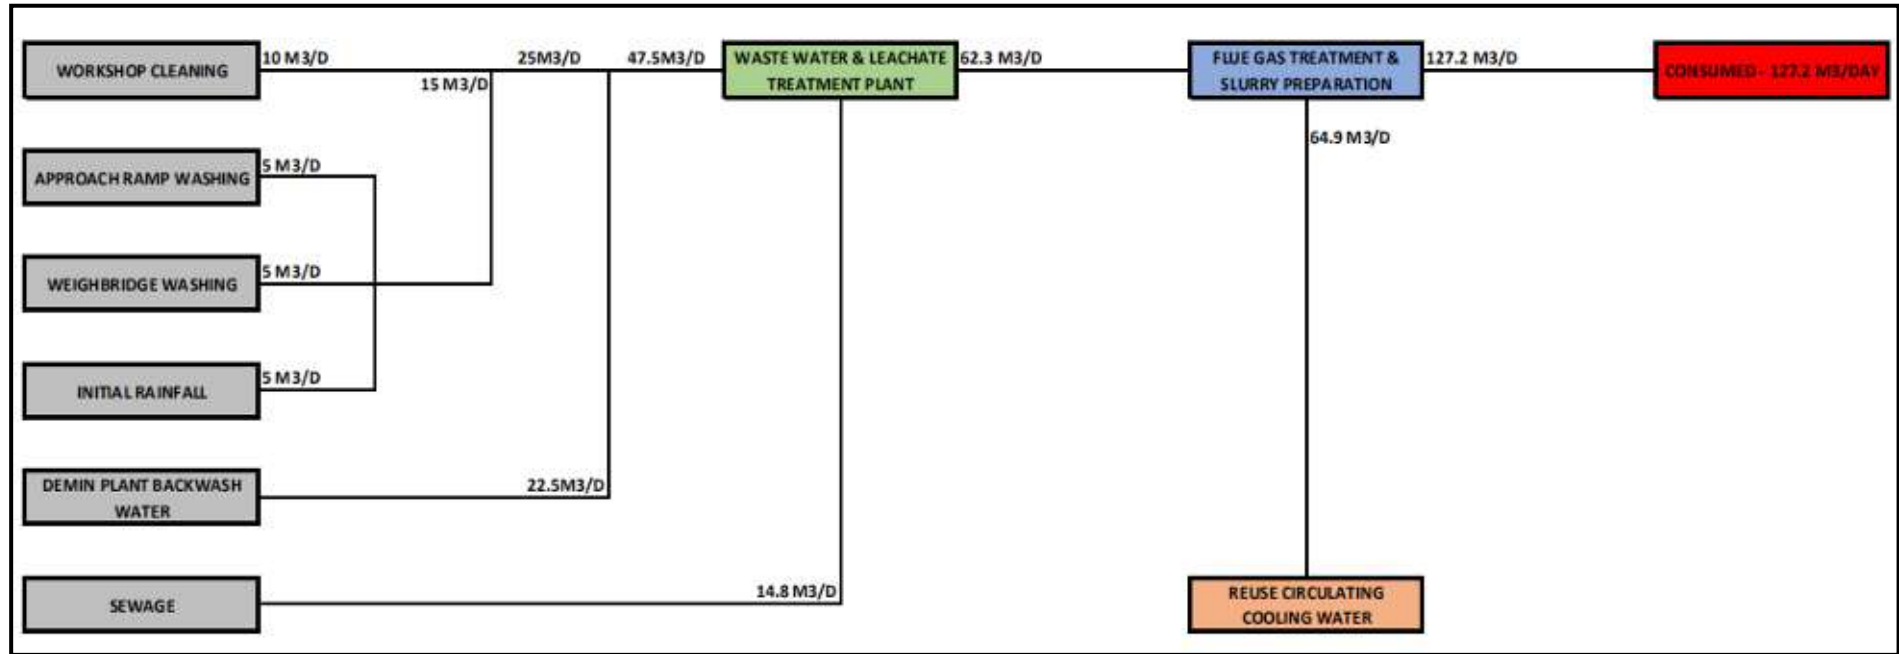 10 M3/D
25M3/D
47.5M3/D
WASTE WATER & LEACHATE
TREATMENT PLANT
62.3 M3/D
FLUE GAS TREATMENT &
SLURRY PREPARATION
127.2 M3/D
CONSUMED - 127.2 M3/DAY
WORKSHOP CLEANING
15 M3/D
64.9 M3/D
5 M3/D
APPROACH RAMP WASHING
5 M3/D
WEIGHBRIDGE WASHING
5 M3/D
INITIAL RAINFALL
DEMIN PLANT BACKWASH
WATER
22.5M3/D
14.8 M3/D
SEWAGE
REUSE CIRCULATING
COOLING WATER